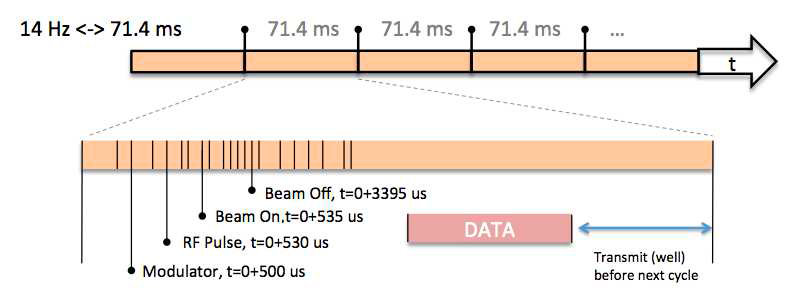 14 Hz <-> 71.4 ms
71.4 ms
71.4 ms
71.4 ms
...
t
Beam Off, t=0+3395 us
Beam On,t=0+535 us
RF Pulse, t=0+530 us
Modulator, t=0+500 us
DATA
Transmit (well)
before next cycle